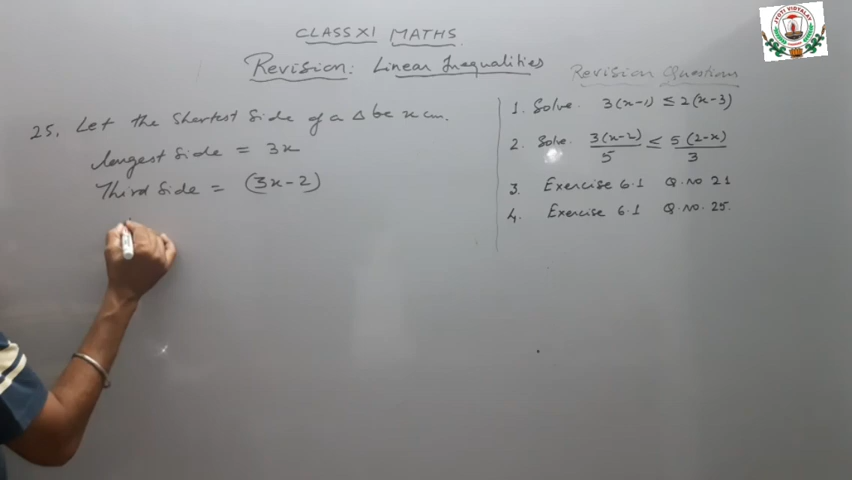 CLASS XI MATHS
Revision: Linear Inequalities
25. Let the Shortest Side of a Δ be x cm.
longest Side = 3x
Third Side = (3x-2)
Revision Questions
1. Solve. 3(x-1) ≤ 2(x-3)
2. Solve. 3(x-2)/5 ≤ 5(2-x)/3
3. Exercise 6.1 Q.NO 21
4. Exercise 6.1 Q.NO. 25.
JYOTI VIDYALAY